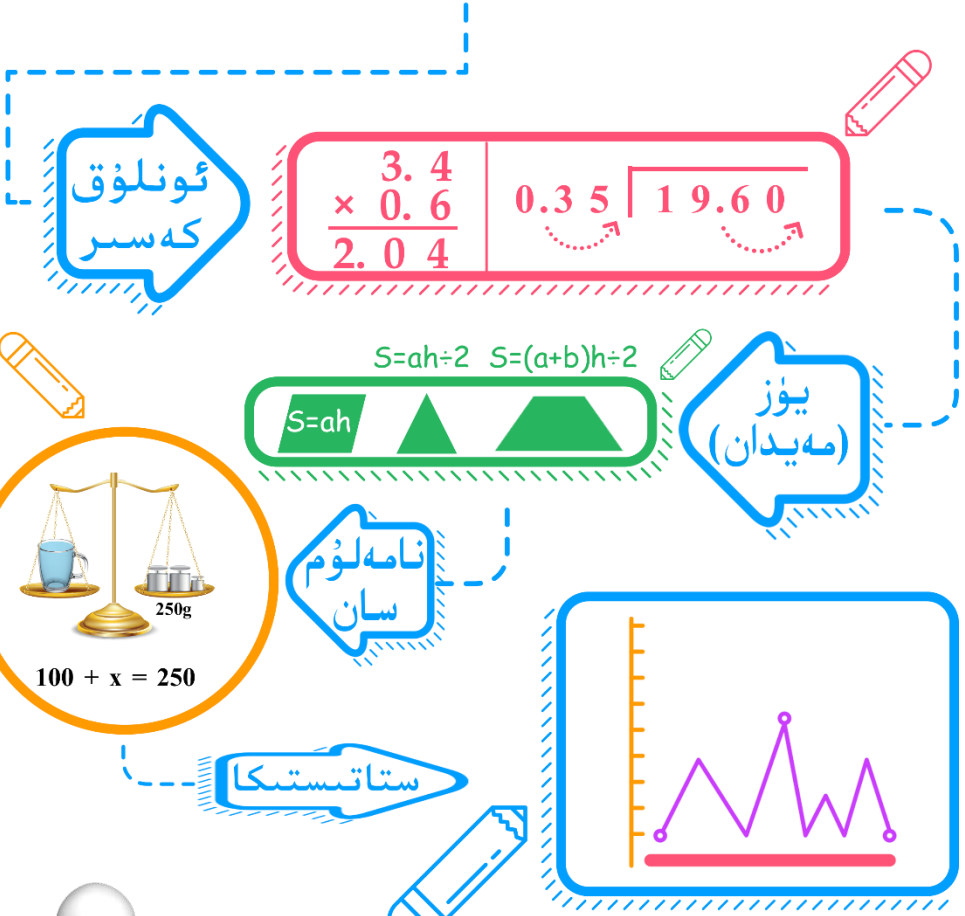 ئونلۇق
كەسىر
3. 4
× 0. 6
2. 0 4
0.3 5 1 9.6 0
S=ah÷2 S=(a+b)h÷2
S=ah
يۈز
(مەيدان)
نامەلۇم
سان
250g
100 + x = 250
ستاتىستىكا